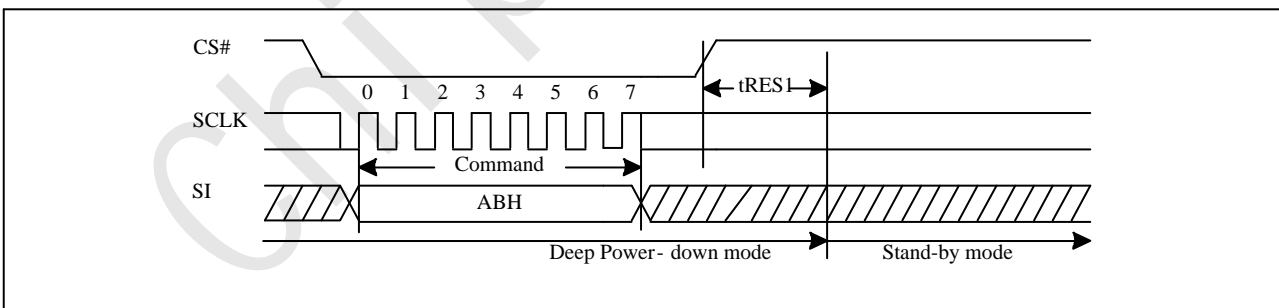 CS#
tRES1
0 1 2 3 4 5 6 7
SCLK
Command
SI
ABH
Deep Power- down mode Stand-by mode